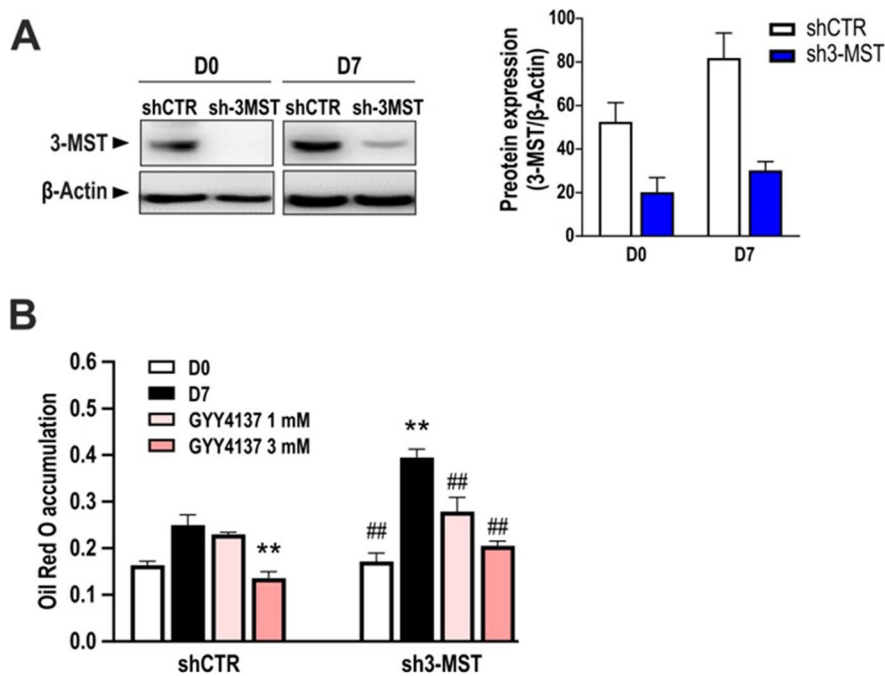 A
D0 D7
shCTR sh-3MST shCTR sh-3MST
3-MST
β-Actin
Preotein expression
(3-MST/β-Actin)
100
80
60
40
20
0
D0 D7
shCTR
sh3-MST
B
Oil Red O accumulation
0.6
0.5
0.4
0.3
0.2
0.1
0.0
D0
D7
GYY4137 1 mM
GYY4137 3 mM
**
##
**
##
##
shCTR sh3-MST